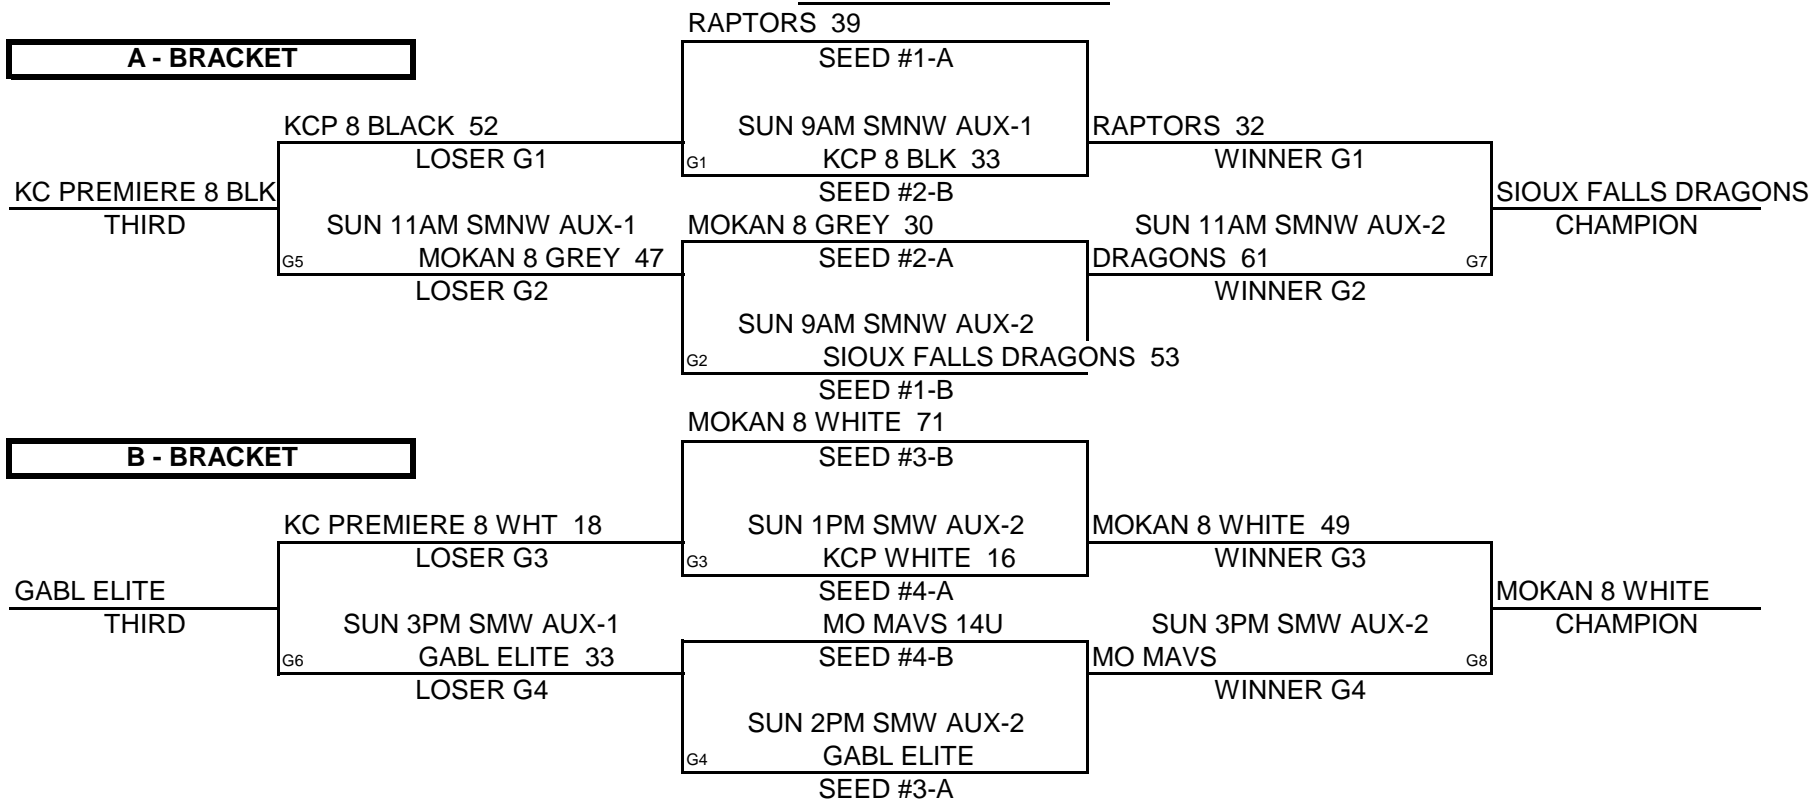 RAPTORS 39
A - BRACKET
SEED #1-A
KCP 8 BLACK 52
SUN 9AM SMNW AUX-1
RAPTORS 32
LOSER G1
G1
KCP 8 BLK 33
WINNER G1
KC PREMIERE 8 BLK
SEED #2-B
SIOUX FALLS DRAGONS
THIRD
SUN 11AM SMNW AUX-1
MOKAN 8 GREY 30
SUN 11AM SMNW AUX-2
CHAMPION
G5
MOKAN 8 GREY 47
SEED #2-A
DRAGONS 61
G7
LOSER G2
WINNER G2
SUN 9AM SMNW AUX-2
G2
SIOUX FALLS DRAGONS 53
SEED #1-B
MOKAN 8 WHITE 71
B - BRACKET
SEED #3-B
KC PREMIERE 8 WHT 18
SUN 1PM SMW AUX-2
MOKAN 8 WHITE 49
LOSER G3
G3
KCP WHITE 16
WINNER G3
GABL ELITE
SEED #4-A
MOKAN 8 WHITE
THIRD
SUN 3PM SMW AUX-1
MO MAVS 14U
SUN 3PM SMW AUX-2
CHAMPION
G6
GABL ELITE 33
SEED #4-B
MO MAVS
G8
LOSER G4
WINNER G4
SUN 2PM SMW AUX-2
G4
GABL ELITE
SEED #3-A